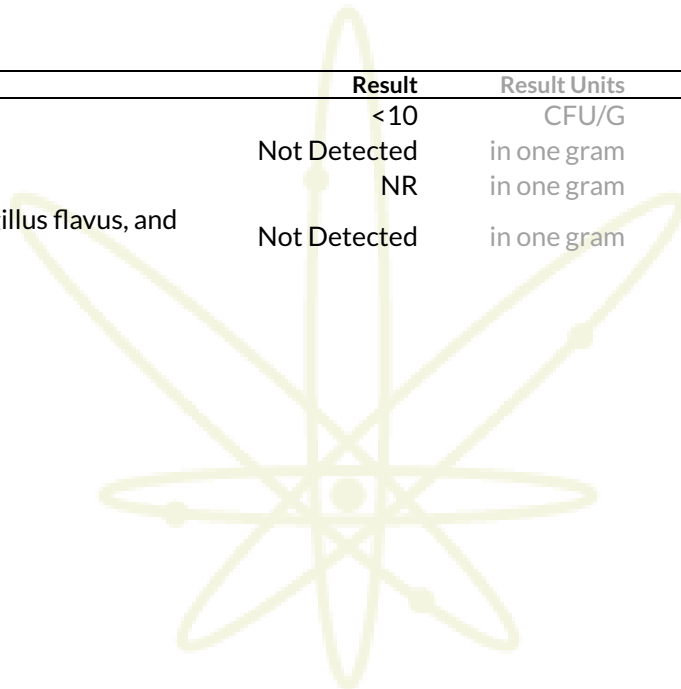 Result Result Units
<10 CFU/G
Not Detected in one gram
NR in one gram
illus flavus, and
Not Detected in one gram